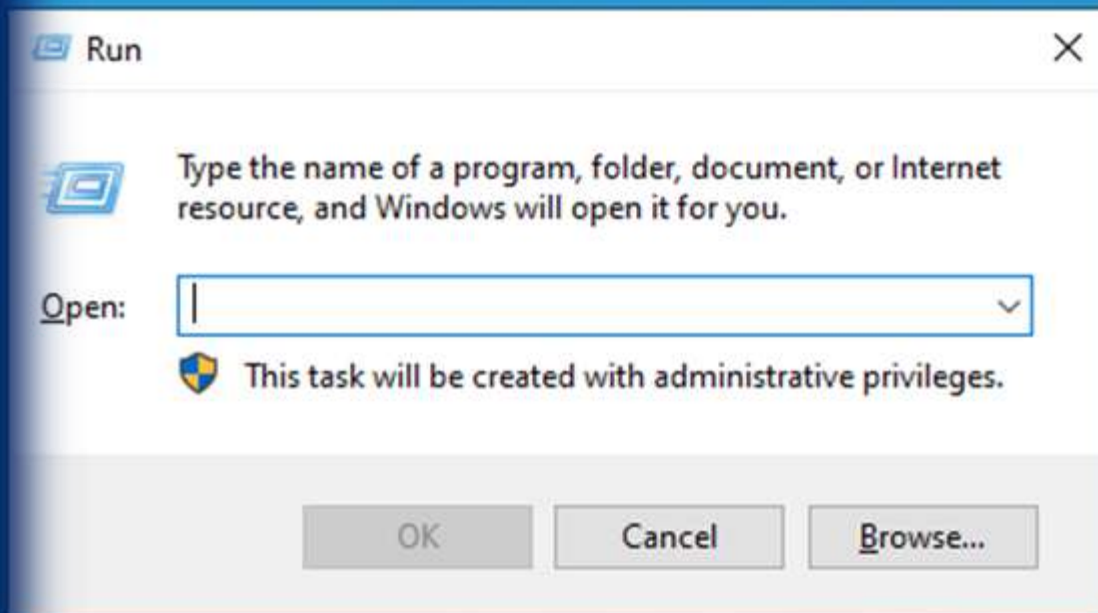 Run
Type the name of a program, folder, document, or Internet
resource, and Windows will open it for you.
Open:
This task will be created with administrative privileges.
OK
Cancel
Browse...